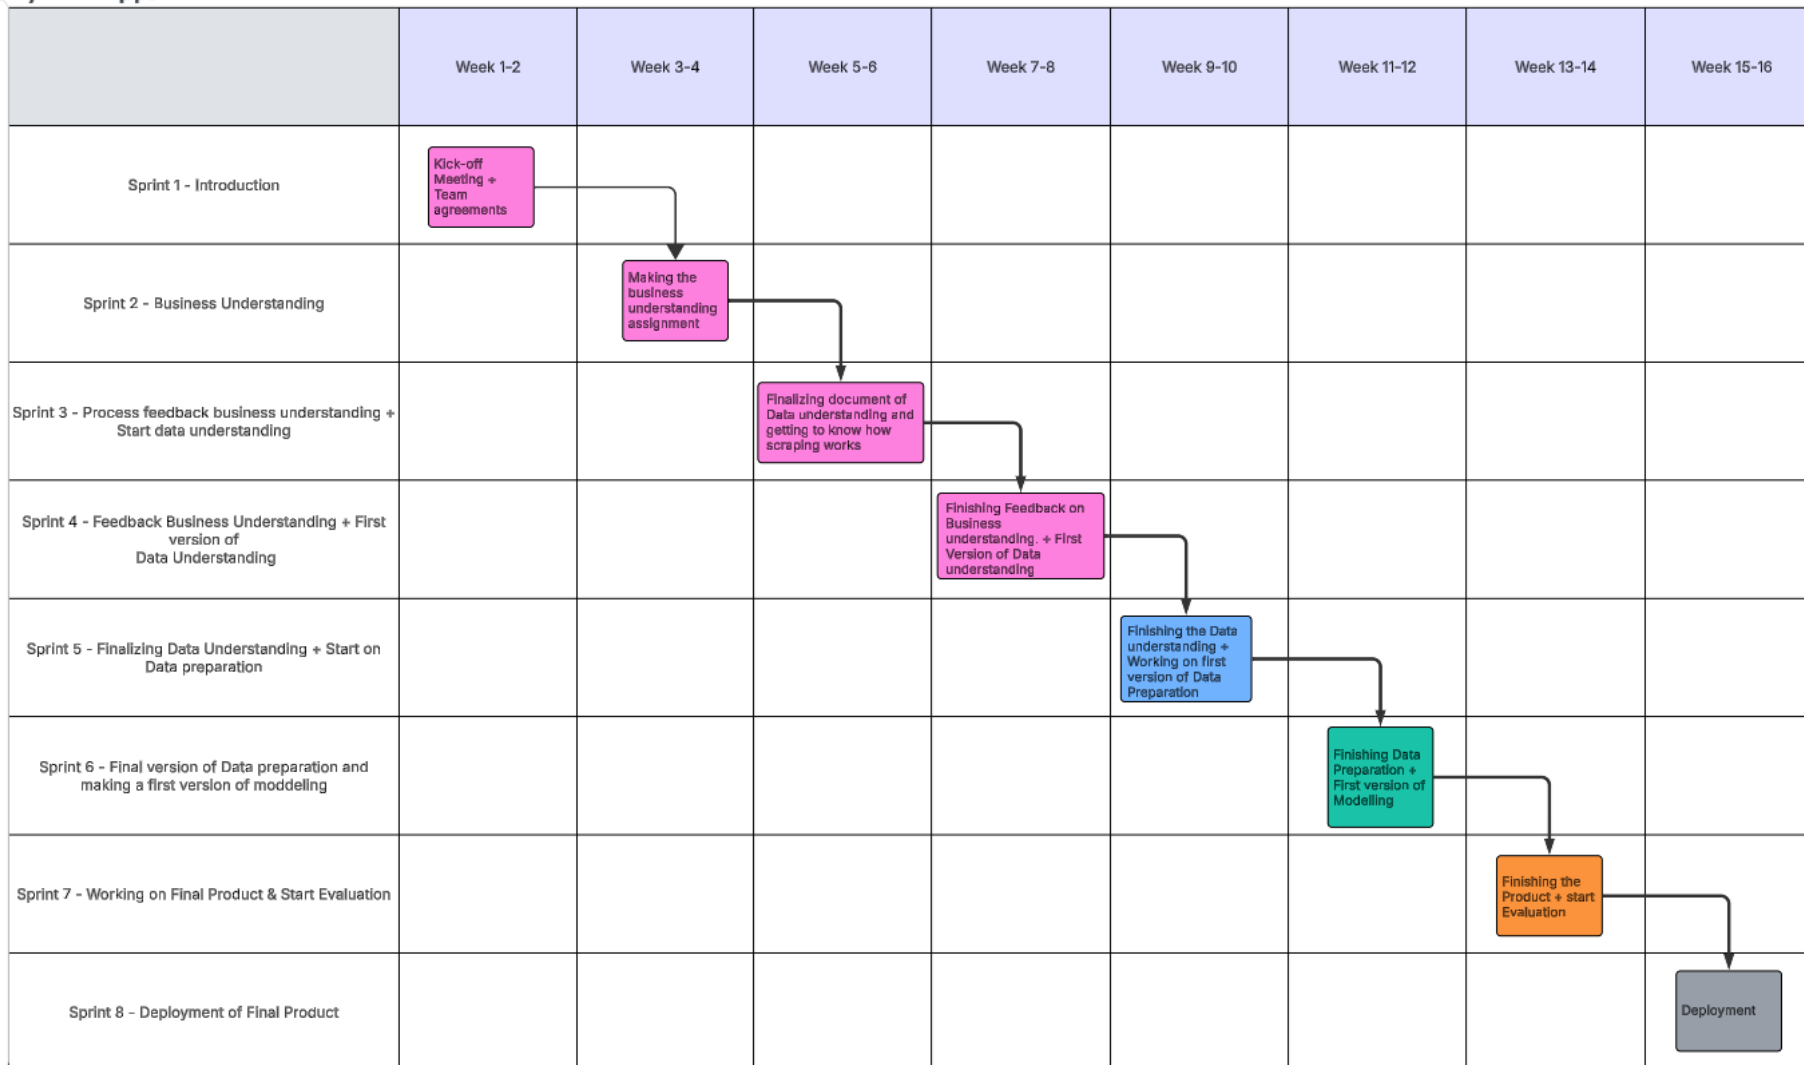 Week 1-2
Week 3-4
Week 5-6
Week 7-8
Week 9-10
Week 11-12
Week 13-14
Week 15-16
Sprint 1 - Introduction
Kick-off
Meeting +
Team
agreements
Sprint 2 - Business Understanding
Making the
business
understanding
assignment
Sprint 3 - Process feedback business understanding +
Start data understanding
Finalizing document of
Data understanding and
getting to know how
scraping works
Sprint 4 - Feedback Business Understanding + First
version of
Data Understanding
Finishing Feedback on
Business
understanding. + First
Version of Data
understanding
Sprint 5 - Finalizing Data Understanding + Start on
Data preparation
Finishing the Data
understanding +
Working on first
version of Data
Preparation
Sprint 6 - Final version of Data preparation and
making a first version of moddeling
Finishing Data
Preparation +
First version of
Modelling
Sprint 7 - Working on Final Product & Start Evaluation
Finishing the
Product + start
Evaluation
Sprint 8 - Deployment of Final Product
Deployment